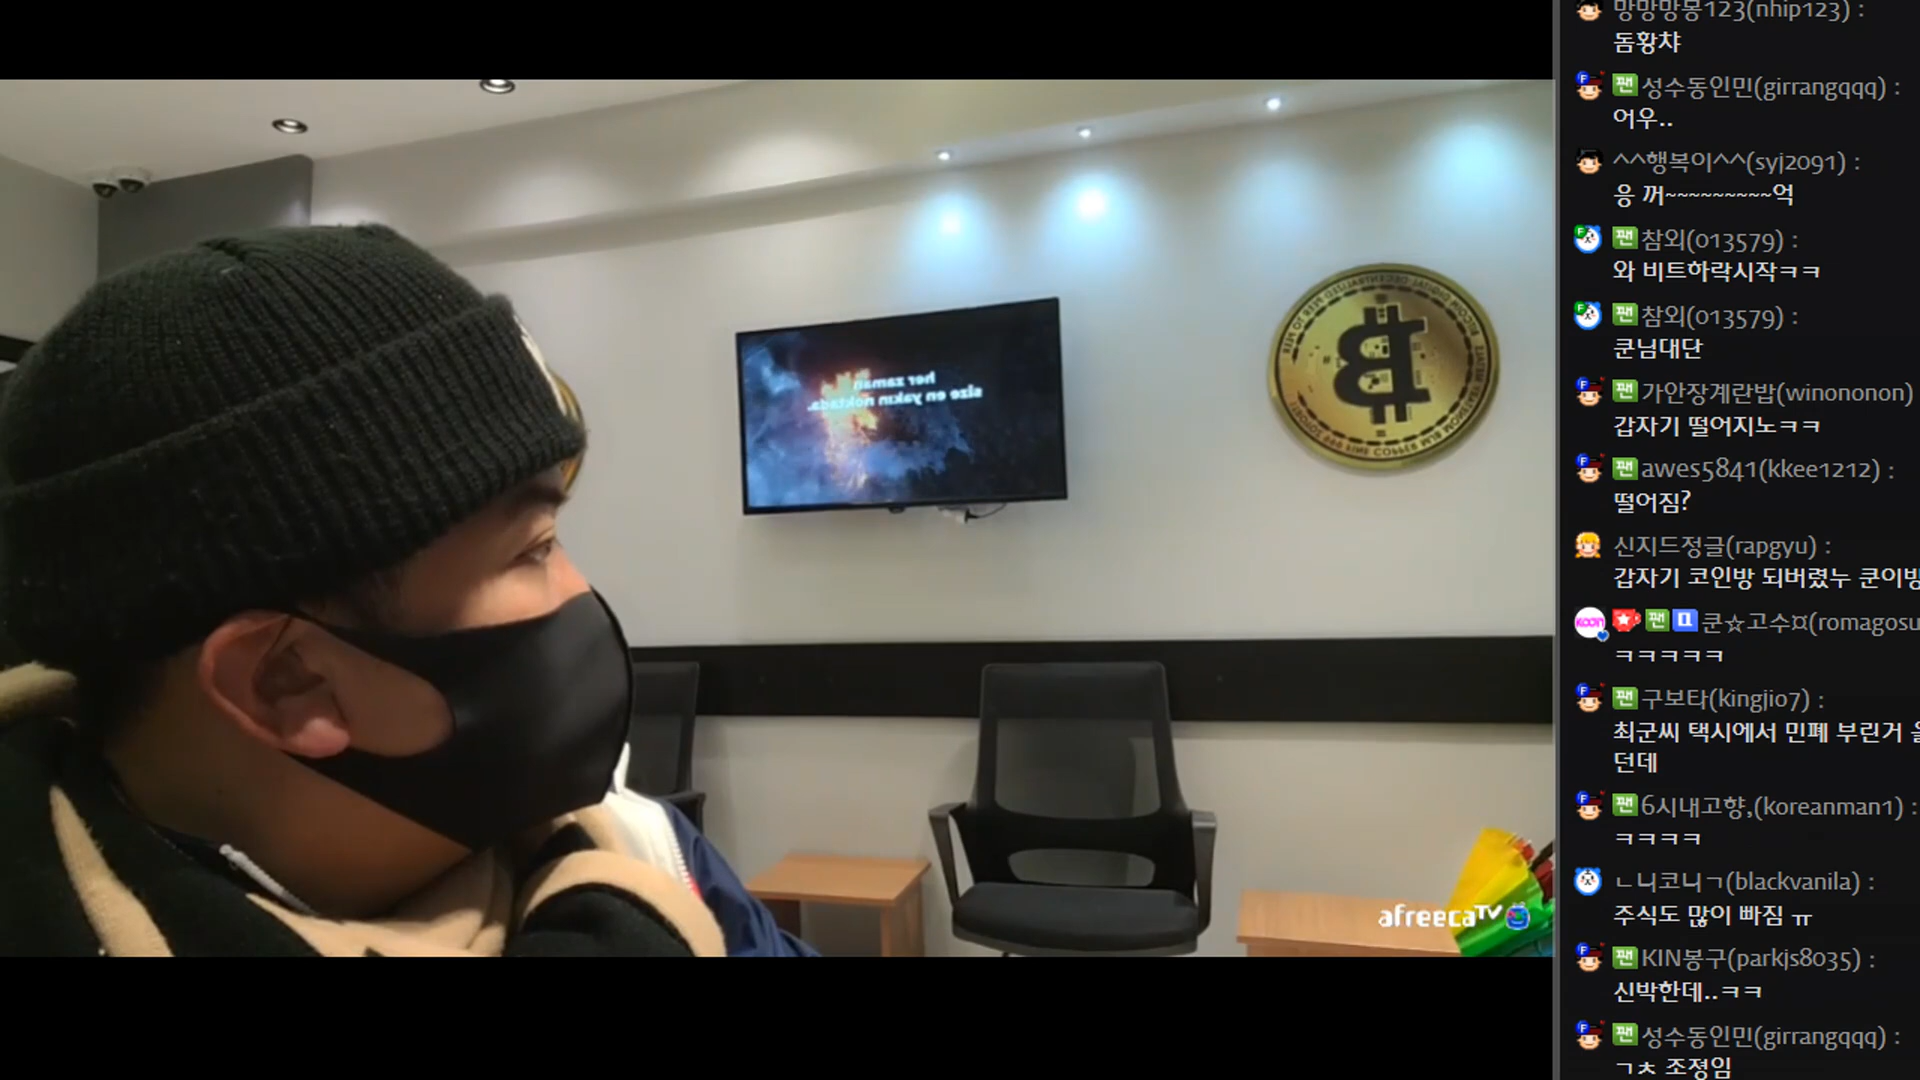 her zaman
size en yakın noktada.
afreecaTV
망망망몽123(nhip123) :
돔황챠
팬 성수동인민(girrangqqq) :
어우..
^^행복이^^(syj2091) :
응 꺼~~~~~~~~~억
팬 참외(013579) :
와 비트하락시작ㅋㅋ
팬 참외(013579) :
쿤님대단
팬 가안장계란밥(winononon)
갑자기 떨어지노ㅋㅋ
팬 awes5841(kkee1212) :
떨어짐?
신지드정글(rapgyu) :
갑자기 코인방 되버렸누 쿤이방
팬 쿤☆고수¤(romagosu
ㅋㅋㅋㅋㅋ
팬 구보타(kingjio7) :
최군씨 택시에서 민폐 부린거 올
던데
팬 6시내고향,(koreanman1) :
ㅋㅋㅋㅋ
ㄴ니코니ㄱ(blackvanila) :
주식도 많이 빠짐 ㅠ
팬 KIN봉구(parkjs8035) :
신박한데..ㅋㅋ
팬 성수동인민(girrangqqq) :
ㄱㅊ 조정임